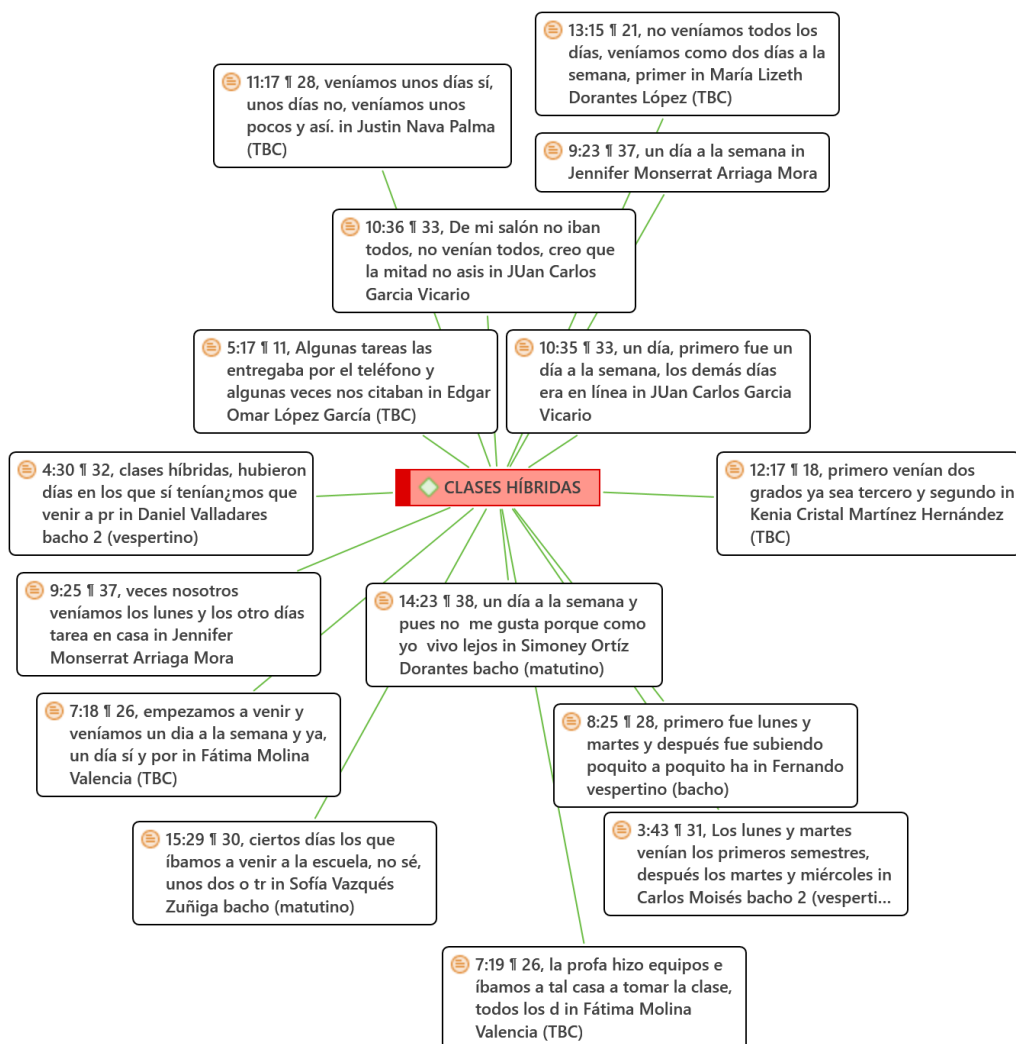 13:15 ¶ 21, no veníamos todos los
días, veníamos como dos días a la
semana, primer in María Lizeth
Dorantes López (TBC)
11:17 ¶ 28, veníamos unos días sí,
unos días no, veníamos unos
pocos y así. in Justin Nava Palma
(TBC)
9:23 ¶ 37, un día a la semana in
Jennifer Monserrat Arriaga Mora
10:36 ¶ 33, De mi salón no iban
todos, no venían todos, creo que
la mitad no asis in JUan Carlos
Garcia Vicario
5:17 ¶ 11, Algunas tareas las
entregaba por el teléfono y
algunas veces nos citaban in Edgar
Omar López García (TBC)
10:35 ¶ 33, un día, primero fue un
día a la semana, los demás días
era en línea in JUan Carlos Garcia
Vicario
4:30 ¶ 32, clases híbridas, hubieron
días en los que sí tenían¿mos que
venir a pr in Daniel Valladares
bacho 2 (vespertino)
CLASES HÍBRIDAS
12:17 ¶ 18, primero venían dos
grados ya sea tercero y segundo in
Kenia Cristal Martínez Hernández
(TBC)
9:25 ¶ 37, veces nosotros
veníamos los lunes y los otro días
tarea en casa in Jennifer
Monserrat Arriaga Mora
14:23 ¶ 38, un día a la semana y
pues no me gusta porque como
yo vivo lejos in Simoney Ortíz
Dorantes bacho (matutino)
7:18 ¶ 26, empezamos a venir y
veníamos un dia a la semana y ya,
un día sí y por in Fátima Molina
Valencia (TBC)
8:25 ¶ 28, primero fue lunes y
martes y después fue subiendo
poquito a poquito ha in Fernando
vespertino (bacho)
15:29 ¶ 30, ciertos días los que
íbamos a venir a la escuela, no sé,
unos dos o tr in Sofía Vazqués
Zuñiga bacho (matutino)
3:43 ¶ 31, Los lunes y martes
venían los primeros semestres,
después los martes y miércoles in
Carlos Moisés bacho 2 (vesperti...
7:19 ¶ 26, la profa hizo equipos e
íbamos a tal casa a tomar la clase,
todos los d in Fátima Molina
Valencia (TBC)